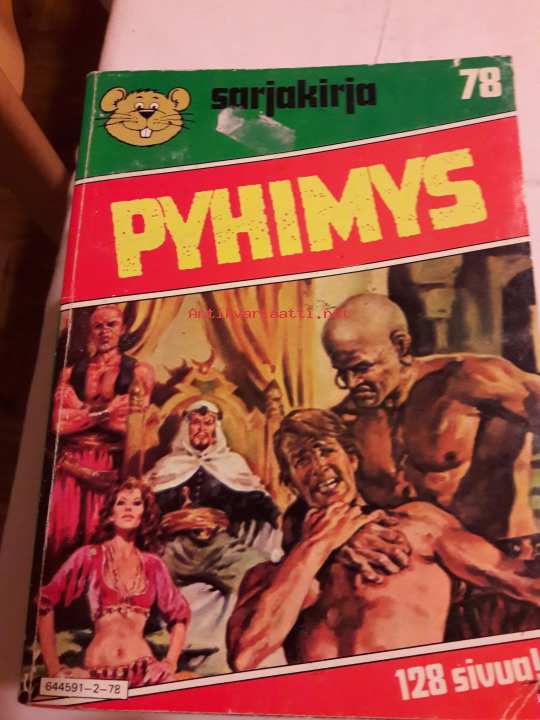 sarjakirja
78
PYHIMYS
Antikvariaatti.net
644591-2-78
128 sivua!